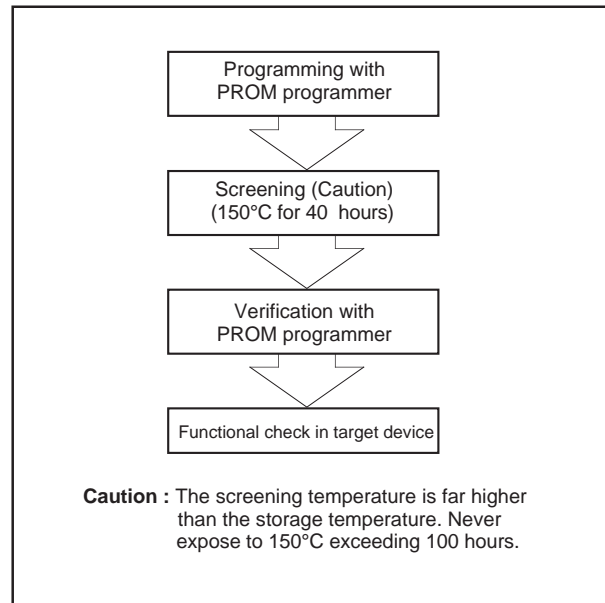 Programming with
PROM programmer
Screening (Caution)
(150°C for 40 hours)
Verification with
PROM programmer
Functional check in target device
Caution : The screening temperature is far higher
than the storage temperature. Never
expose to 150°C exceeding 100 hours.